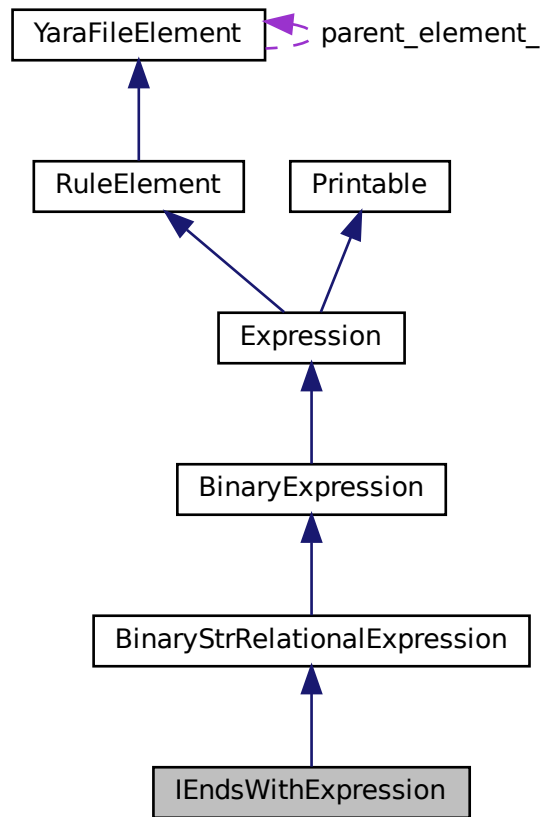 YaraFileElement
parent_element_
RuleElement
Printable
Expression
BinaryExpression
BinaryStrRelationalExpression
IEndsWithExpression